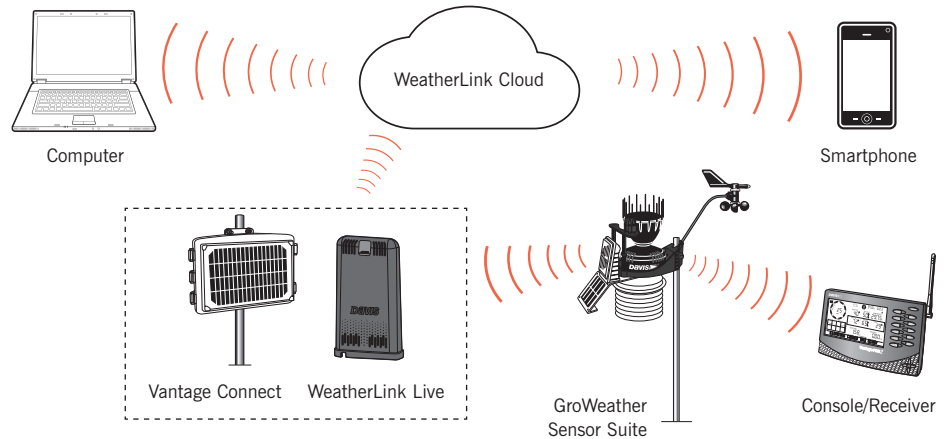 WeatherLink Cloud
Computer
Smartphone
DAVIS
DAVIS
Vantage Connect
WeatherLink Live
GroWeather
Sensor Suite
Console/Receiver